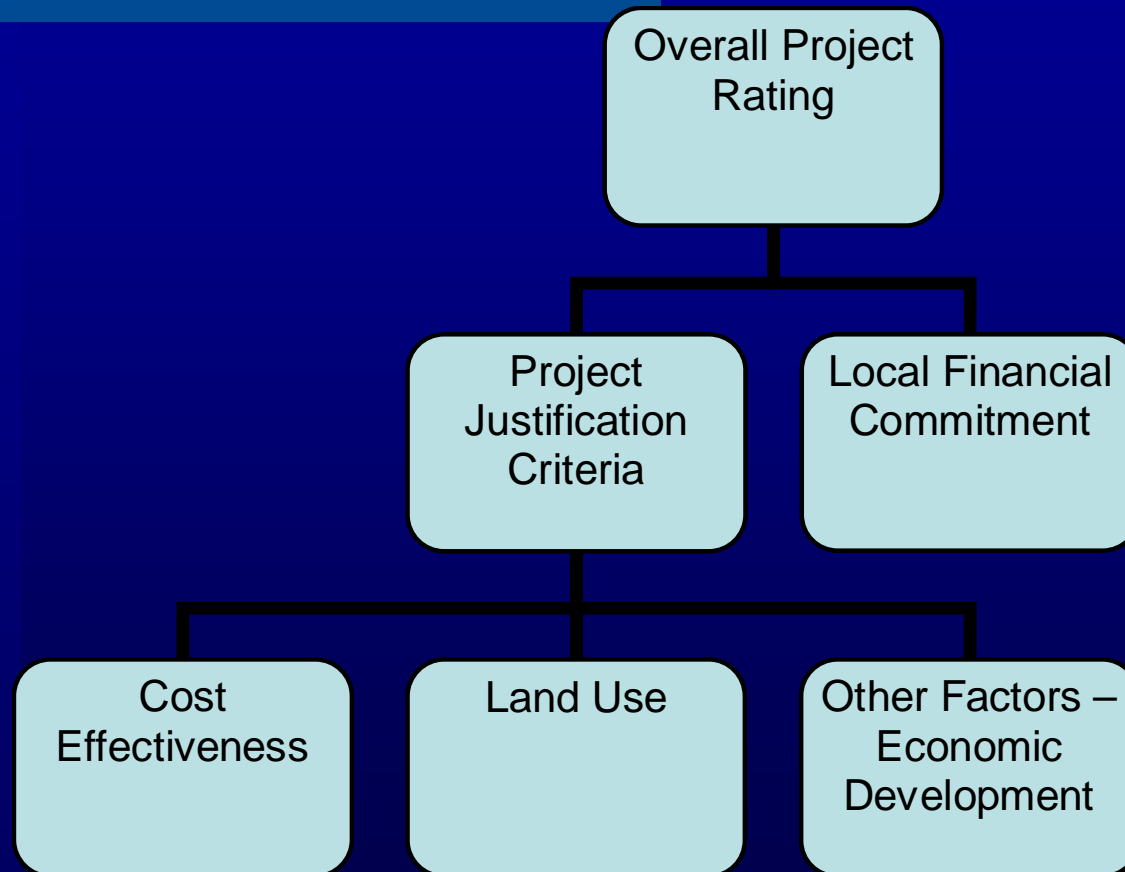 Overall Project
Rating
Project
Justification
Criteria
Local Financial
Commitment
Cost
Effectiveness
Land Use
Other Factors –
Economic
Development